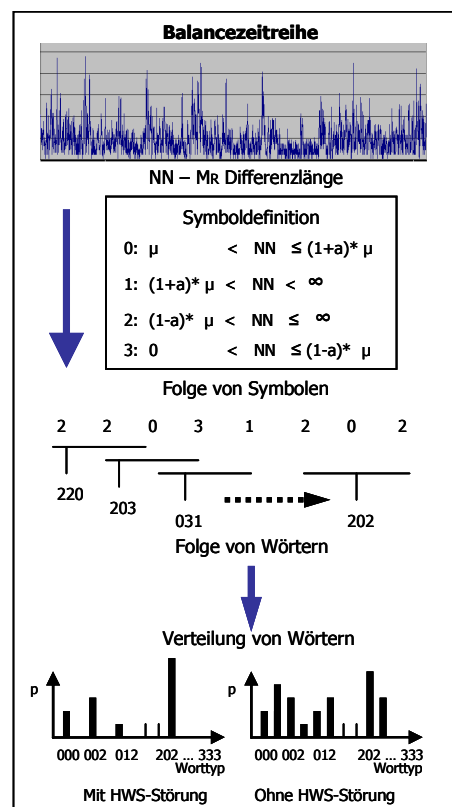 Balancezeitreihe
NN – MR Differenzlänge
Symboldefinition
0: µ < NN ≤ (1+a)* µ
1: (1+a)* µ < NN < ∞
2: (1-a)* µ < NN ≤ ∞
3: 0 < NN ≤ (1-a)* µ
Folge von Symbolen
2 2 0 3 1 2 0 2
220 203 031 202
Folge von Wörtern
Verteilung von Wörtern
p p
000 002 012 202 ... 333 000 002 012 202 ... 333
Worttyp Worttyp
Mit HWS-Störung Ohne HWS-Störung